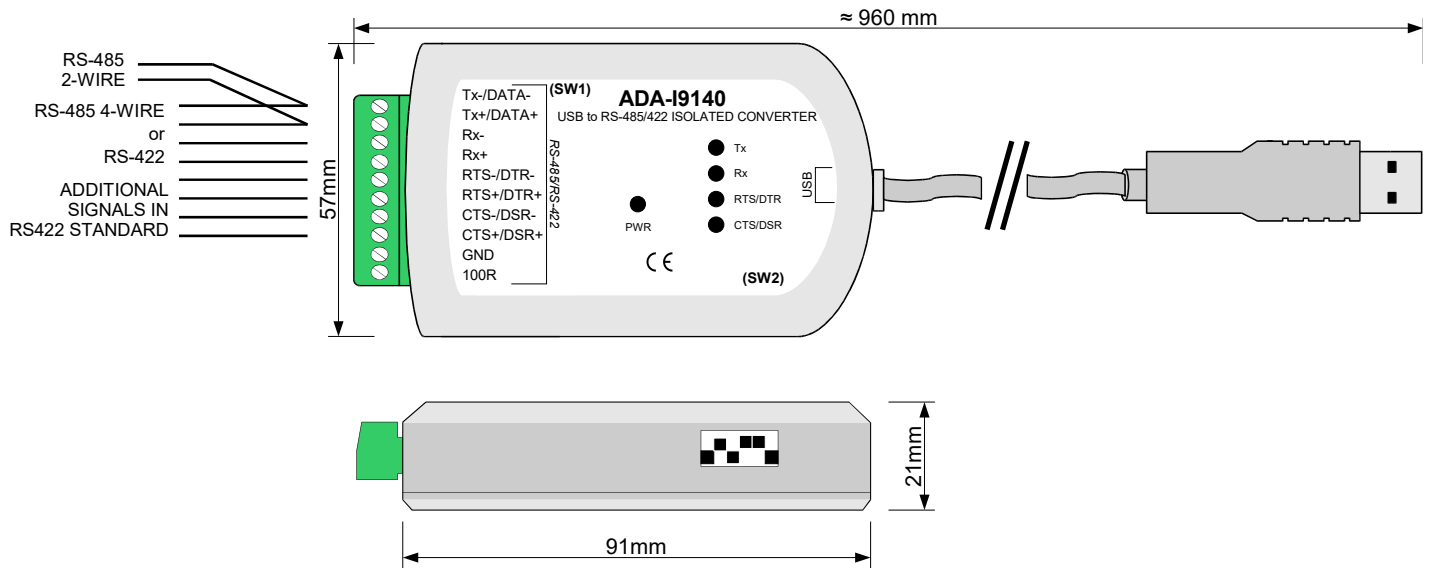 ≈ 960 mm
RS-485
2-WIRE
RS-485 4-WIRE
or
RS-422
ADDITIONAL
SIGNALS IN
RS422 STANDARD
57mm
Tx-/DATA-
Tx+/DATA+
Rx-
Rx+
RTS-/DTR-
RTS+/DTR+
CTS-/DSR-
CTS+/DSR+
GND
100R
RS-485/RS-422
(SW1)
ADA-I9140
USB to RS-485/422 ISOLATED CONVERTER
Tx
Rx
RTS/DTR
CTS/DSR
PWR
CE
(SW2)
USB
21mm
91mm